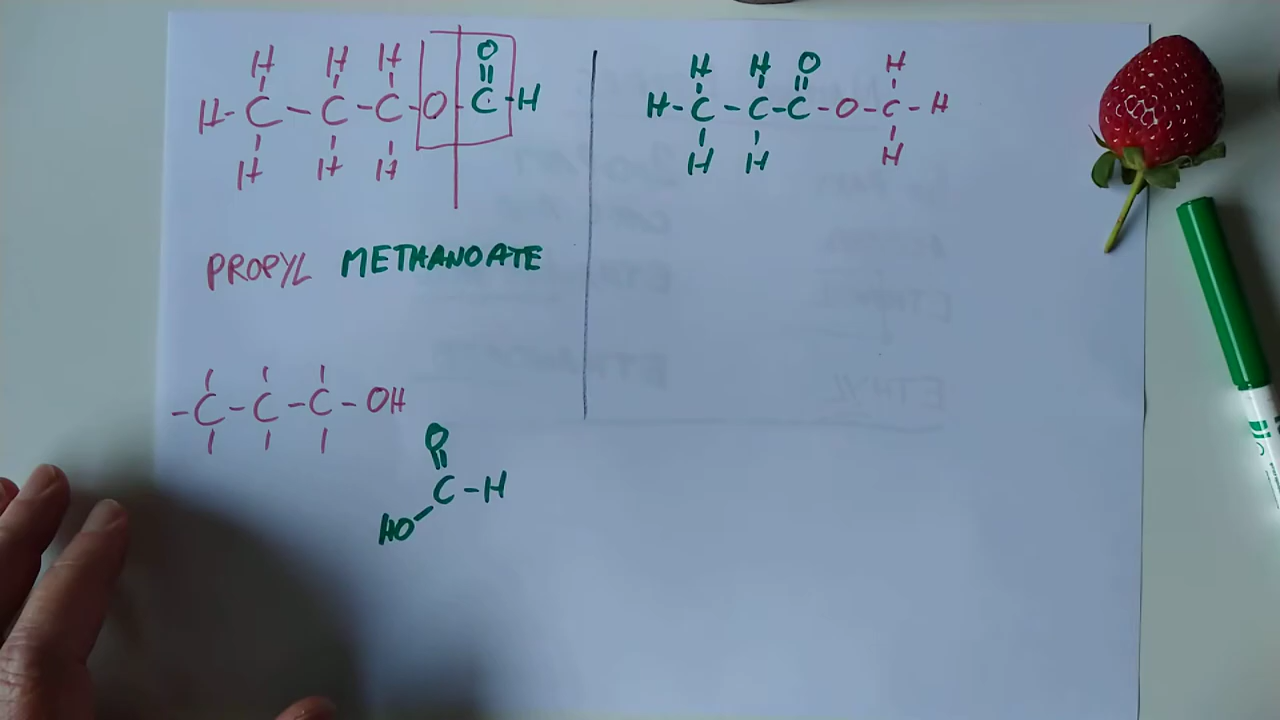 H H H O
H-C-C-C-O-C-H
H H H
PROPYL METHANOATE
-C-C-C-OH
O
C-H
HO
H H O H
H-C-C-C-O-C-H
H H H